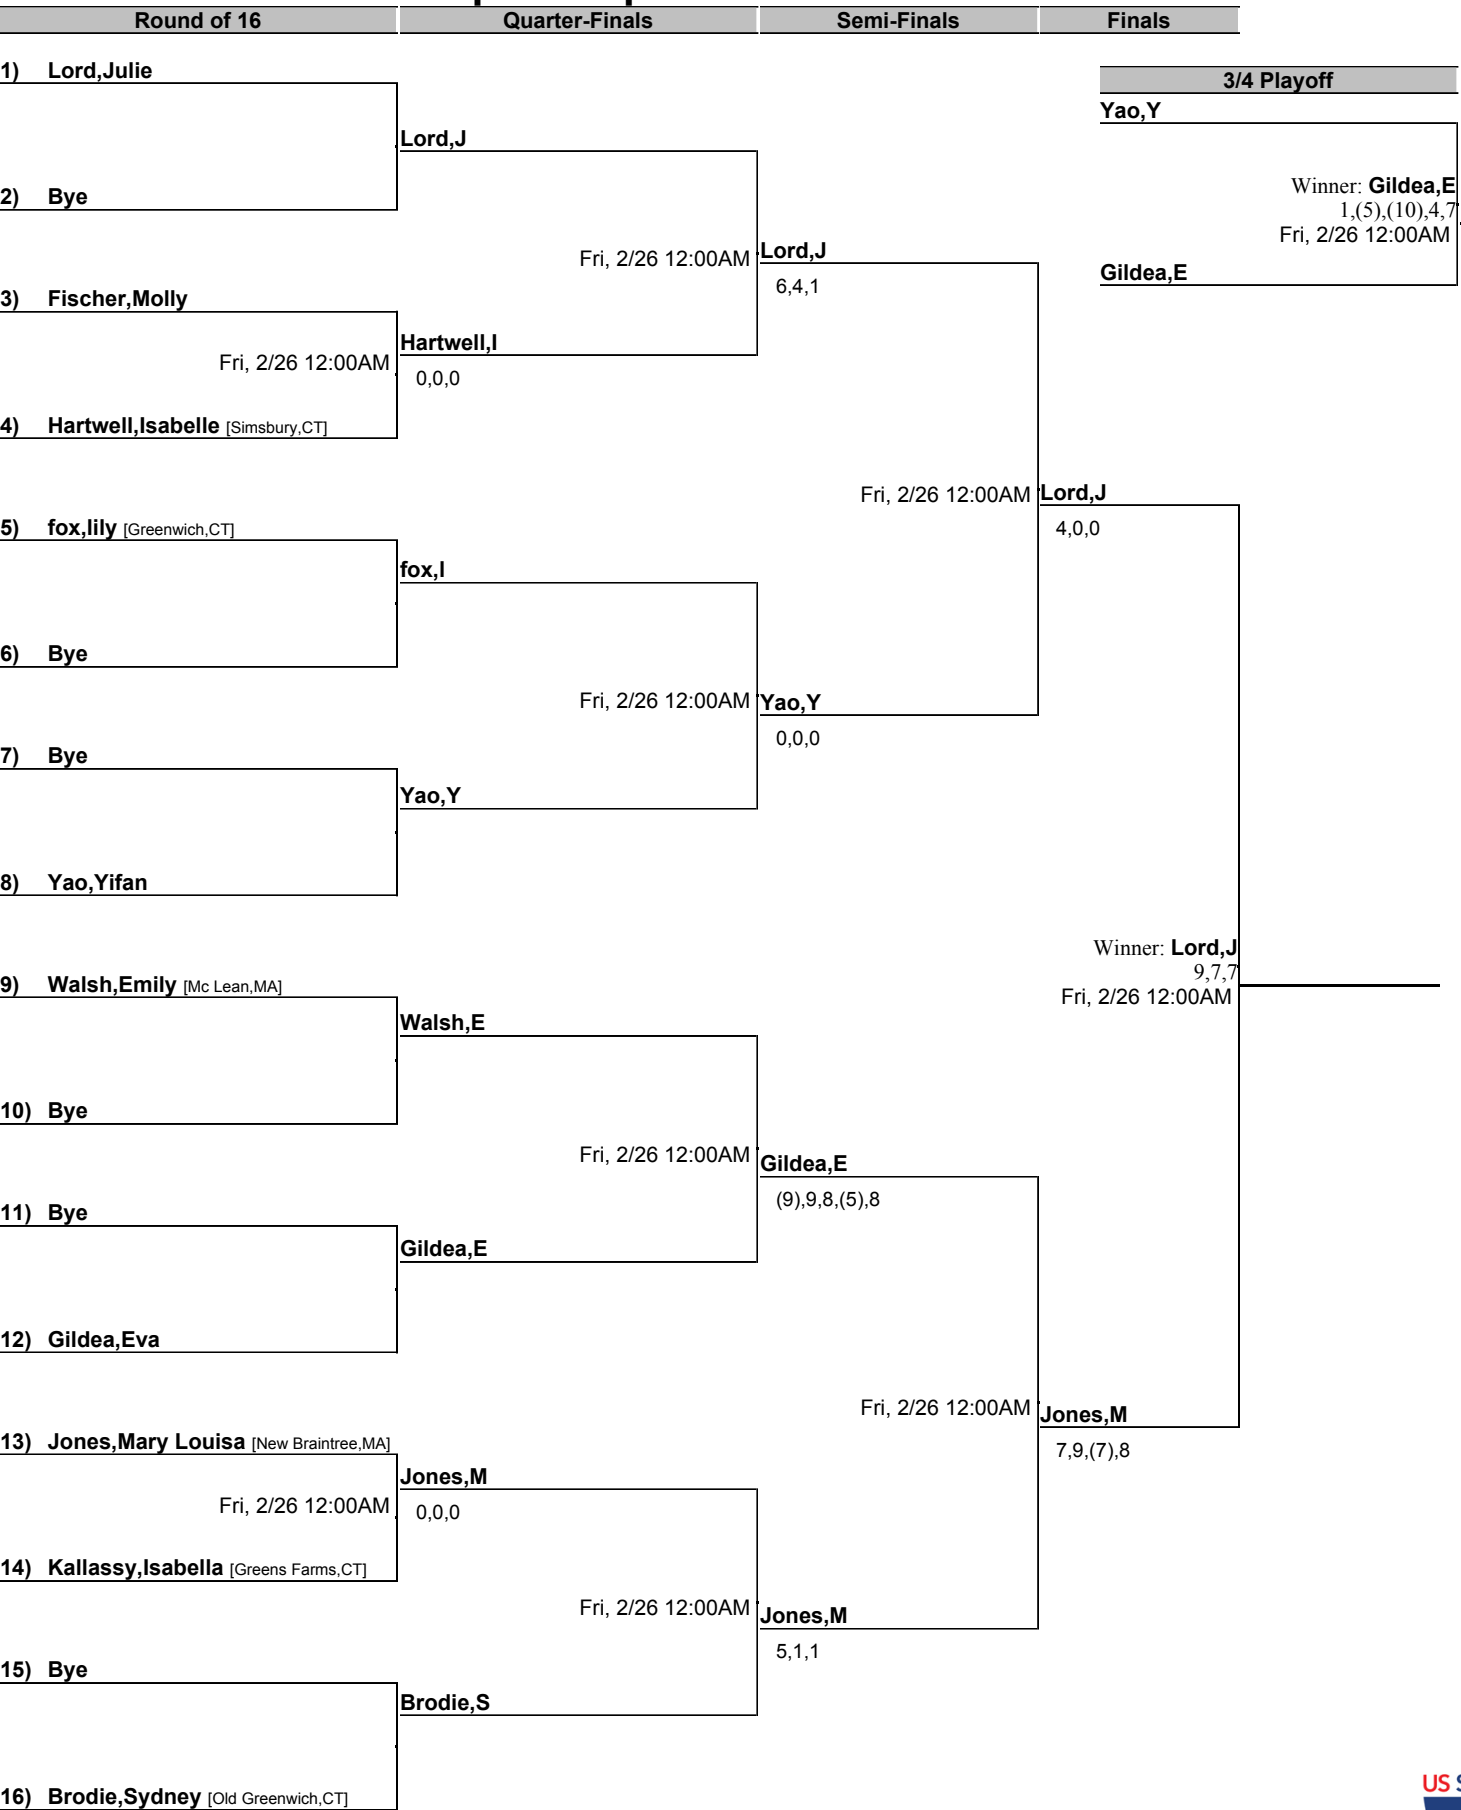 Round of 16
Quarter-Finals
Semi-Finals
Finals
3/4 Playoff
Yao,Y
Winner: Gildea,E
1,(5),(10),4,7
Fri, 2/26 12:00AM
Gildea,E
1) Lord,Julie
Lord,J
2) Bye
Fri, 2/26 12:00AM
Lord,J
6,4,1
3) Fischer,Molly
Hartwell,I
Fri, 2/26 12:00AM
0,0,0
4) Hartwell,Isabelle [Simsbury,CT]
Fri, 2/26 12:00AM
Lord,J
4,0,0
5) fox,lily [Greenwich,CT]
fox,l
6) Bye
Fri, 2/26 12:00AM
Yao,Y
0,0,0
7) Bye
Yao,Y
8) Yao,Yifan
Winner: Lord,J
9,7,7
Fri, 2/26 12:00AM
9) Walsh,Emily [Mc Lean,MA]
Walsh,E
10) Bye
Fri, 2/26 12:00AM
Gildea,E
(9),9,8,(5),8
11) Bye
Gildea,E
12) Gildea,Eva
Fri, 2/26 12:00AM
Jones,M
7,9,(7),8
13) Jones,Mary Louisa [New Braintree,MA]
Jones,M
Fri, 2/26 12:00AM
0,0,0
14) Kallassy,Isabella [Greens Farms,CT]
Fri, 2/26 12:00AM
Jones,M
5,1,1
15) Bye
Brodie,S
16) Brodie,Sydney [Old Greenwich,CT]
US